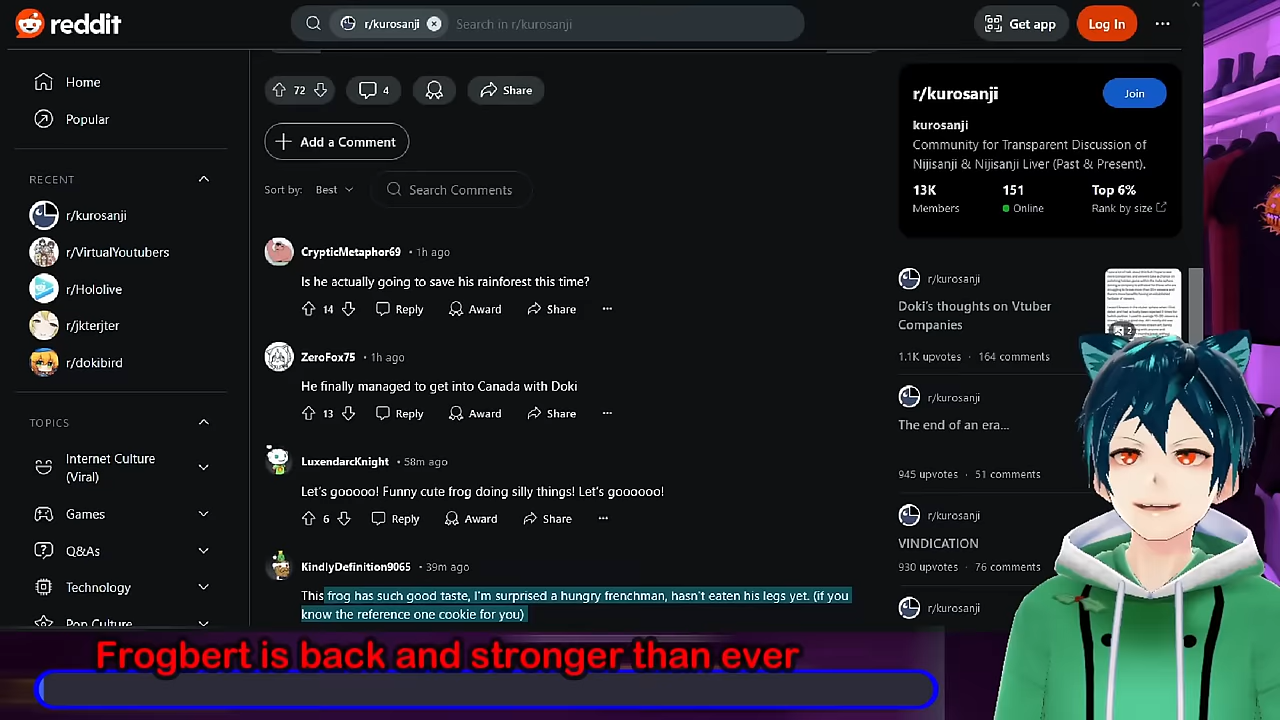 reddit
r/kurosanji
Search in r/kurosanji
Get app
Log In
Home
Popular
RECENT
r/kurosanji
r/VirtualYoutubers
r/Hololive
r/jkterjter
r/dokibird
TOPICS
Internet Culture
(Viral)
Games
Q&As
Technology
Pop Culture
72
4
Share
Add a Comment
Sort by:
Best
Search Comments
CrypticMetaphor69 • 1h ago
Is he actually going back to his rainforest this time?
14 Reply Award Share
ZeroFox75 • 1h ago
He finally managed to get into Canada with Doki
13 Reply Award Share
LuxendarcKnight • 58m ago
Let's gooooo! Funny cute frog doing silly things! Let's goooooo!
6 Reply Award Share
KindlyDefinition9065 • 39m ago
This frog has such good taste, I'm surprised a hungry frenchman, hasn't eaten his legs yet. (if you
know the reference one cookie for you)
r/kurosanji
Join
kurosanji
Community for Transparent Discussion of
Nijisanji & Nijisanji Liver (Past & Present).
13K
151
Top 6%
Members
Online
Rank by size
r/kurosanji
Doki's thoughts on Vtuber
Companies
1.1K upvotes · 164 comments
r/kurosanji
The end of an era...
945 upvotes · 51 comments
r/kurosanji
VINDICATION
930 upvotes · 76 comments
r/kurosanji
Frogbert is back and stronger than ever